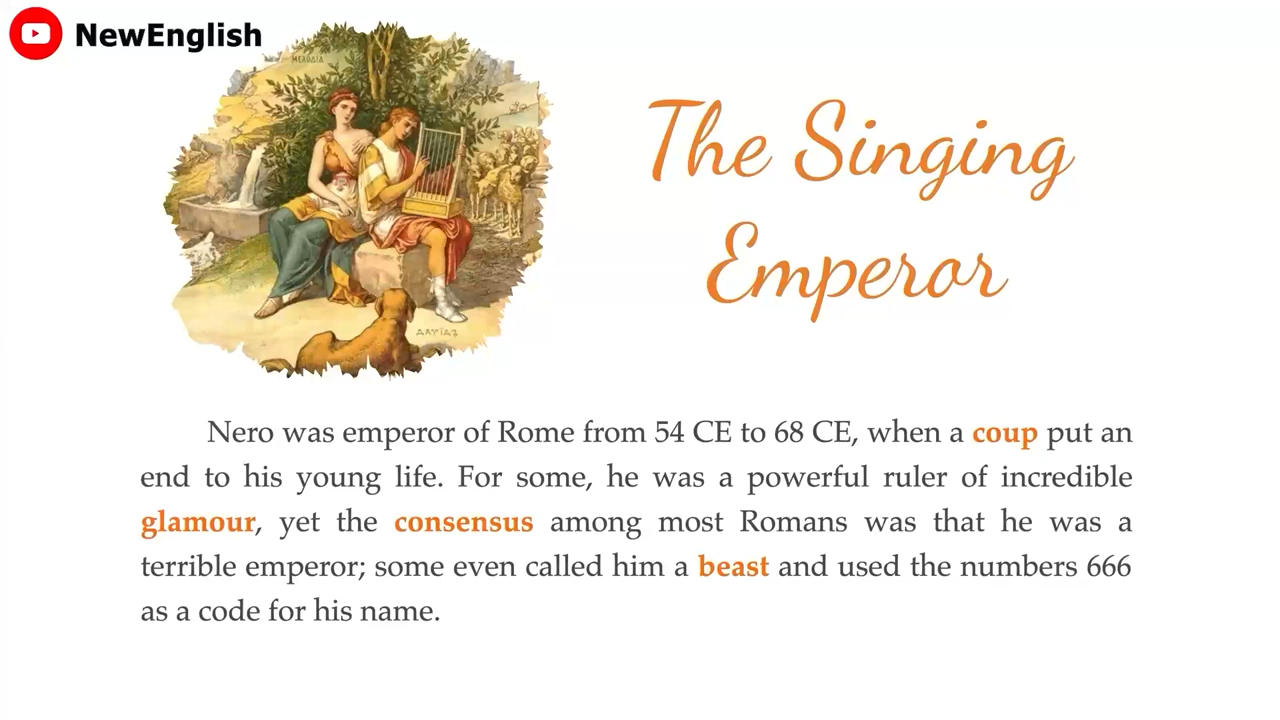 NewEnglish
ΜΕΛΩΔΙΑ
The Singing
Emperor
ΔΑΥΙΔ
Nero was emperor of Rome from 54 CE to 68 CE, when a coup put an
end to his young life. For some, he was a powerful ruler of incredible
glamour, yet the consensus among most Romans was that he was a
terrible emperor; some even called him a beast and used the numbers 666
as a code for his name.